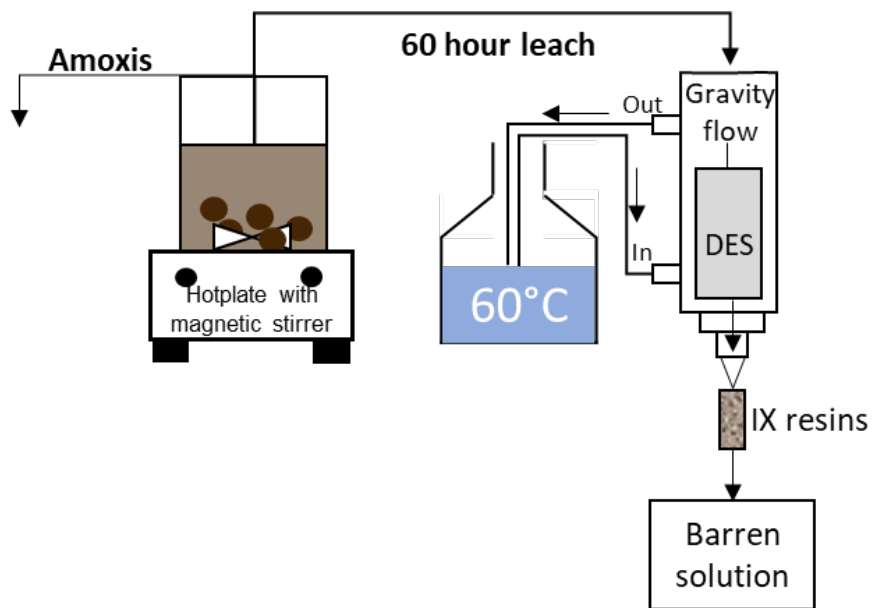 Amoxis
60 hour leach
Out
Gravity
flow
In
DES
60°C
Hotplate with
magnetic stirrer
IX resins
Barren
solution